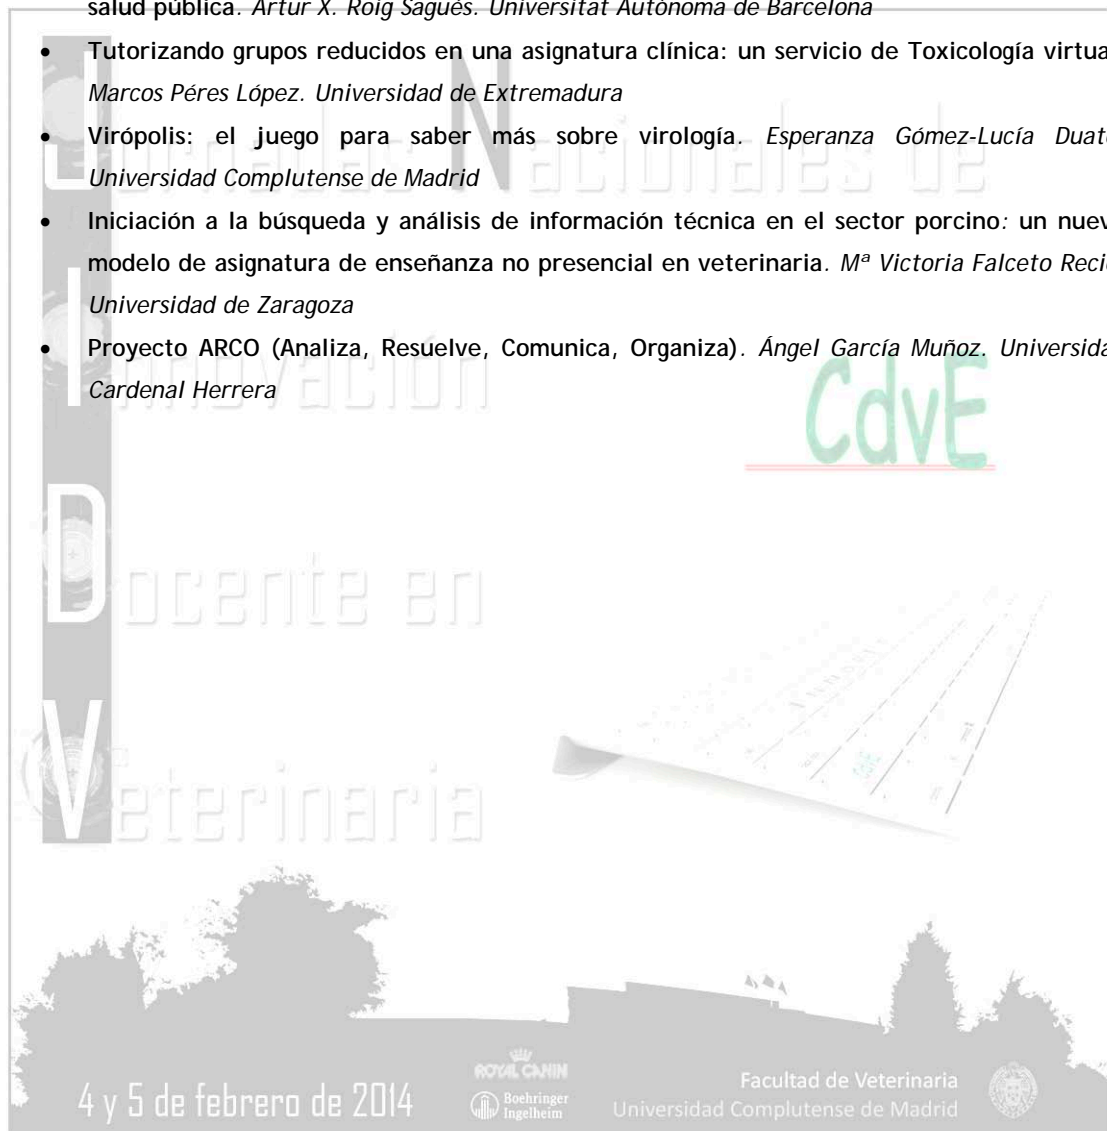 salud pública. Artur X. Roig Sagués. Universitat Autònoma de Barcelona
• Tutorizando grupos reducidos en una asignatura clínica: un servicio de Toxicología virtua
Marcos Péres López. Universidad de Extremadura
• Virópolis: el juego para saber más sobre virología. Esperanza Gómez-Lucía Duat
Universidad Complutense de Madrid
• Iniciación a la búsqueda y análisis de información técnica en el sector porcino: un nuev
modelo de asignatura de enseñanza no presencial en veterinaria. Mª Victoria Falceto Reci
Universidad de Zaragoza
• Proyecto ARCO (Analiza, Resuelve, Comunica, Organiza). Ángel García Muñoz. Universida
Cardenal Herrera
Jornadas Nacionales de
Innovación
CdvE
Docente en
Veterinaria
4 y 5 de febrero de 2014
ROYAL CANIN
Boehringer
Ingelheim
Facultad de Veterinaria
Universidad Complutense de Madrid